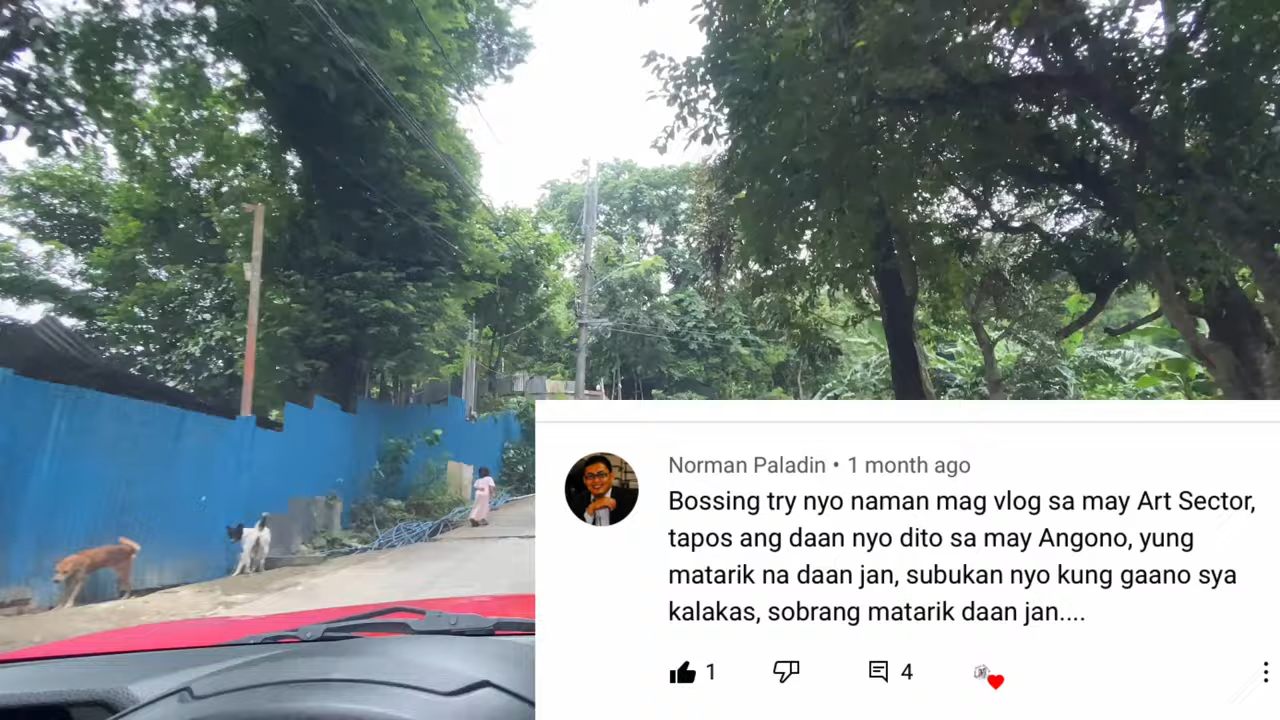 Norman Paladin • 1 month ago
Bossing try nyo naman mag vlog sa may Art Sector,
tapos ang daan nyo dito sa may Angono, yung
matarik na daan jan, subukan nyo kung gaano sya
kalakas, sobrang matarik daan jan....
1 4